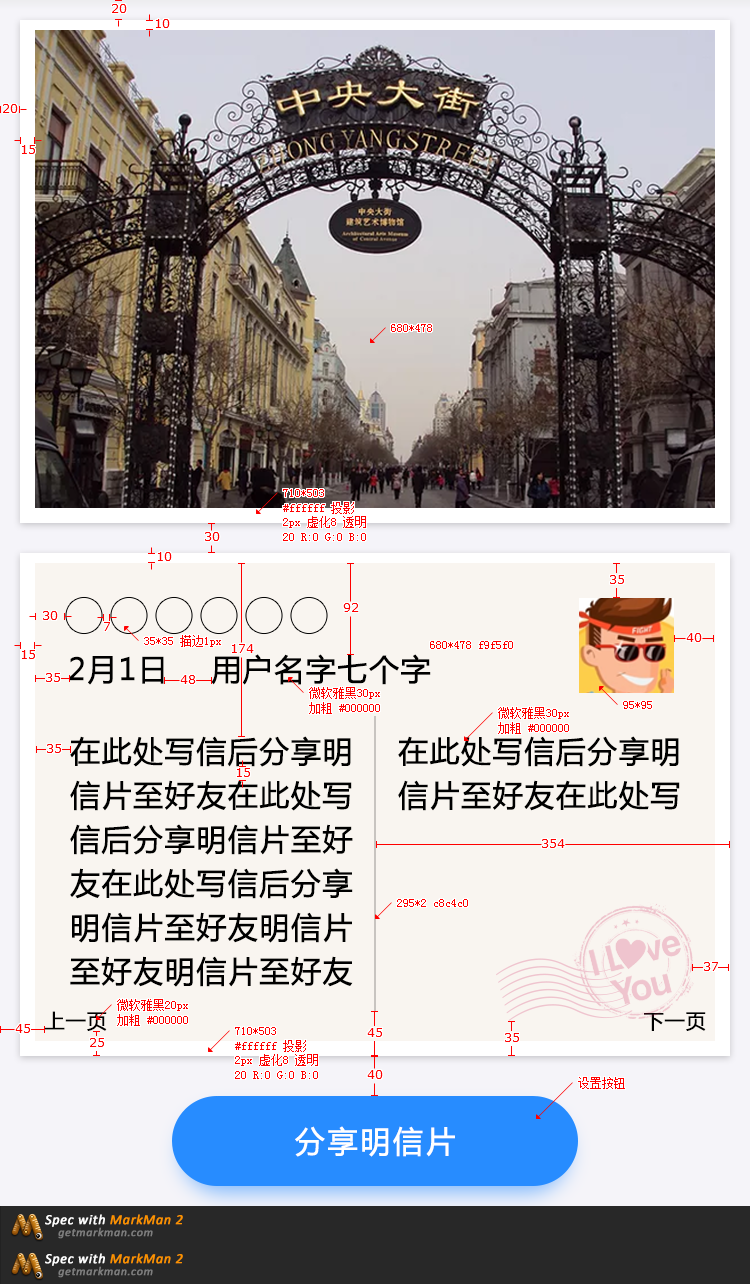 20
10
中央大街
ZHONG YANGSTREET
20
15
中央大街
建筑艺术博物馆
Architectural Arts Museum
of Central Avenue
680*478
710*503
#ffffff 投影
2px 虚化8 透明
20 R:0 G:0 B:0
30
10
35
30
7
35*35 描边1px
92
174
680*478 f9f5f0
FIGHT
40
15
2月1日
用户名字七个字
35
48
微软雅黑30px
加粗 #000000
95*95
微软雅黑30px
加粗 #000000
35
在此处写信后分享明
信片至好友在此处写
信后分享明信片至好
友在此处写信后分享
明信片至好友明信片
至好友明信片至好友
15
在此处写信后分享明
信片至好友在此处写
354
295*2 c8c4c0
I Love
You
37
微软雅黑20px
加粗 #000000
45
上一页
下一页
25
710*503
#ffffff 投影
2px 虚化8 透明
20 R:0 G:0 B:0
45
35
40
设置按钮
分享明信片
Spec with MarkMan 2
getmarkman.com
Spec with MarkMan 2
getmarkman.com